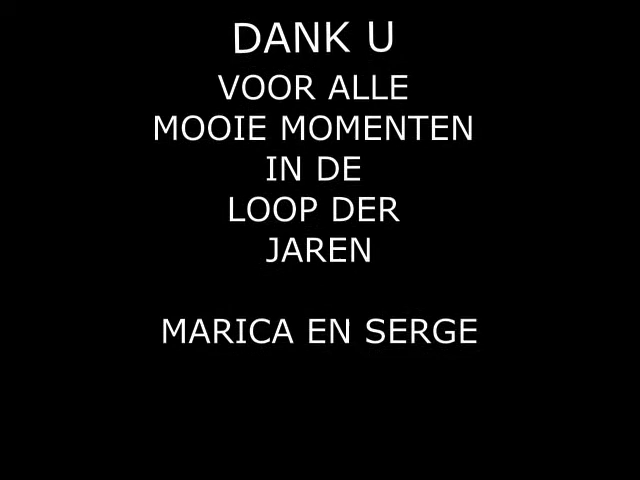 DANK U
VOOR ALLE
MOOIE MOMENTEN
IN DE
LOOP DER
JAREN
MARICA EN SERGE